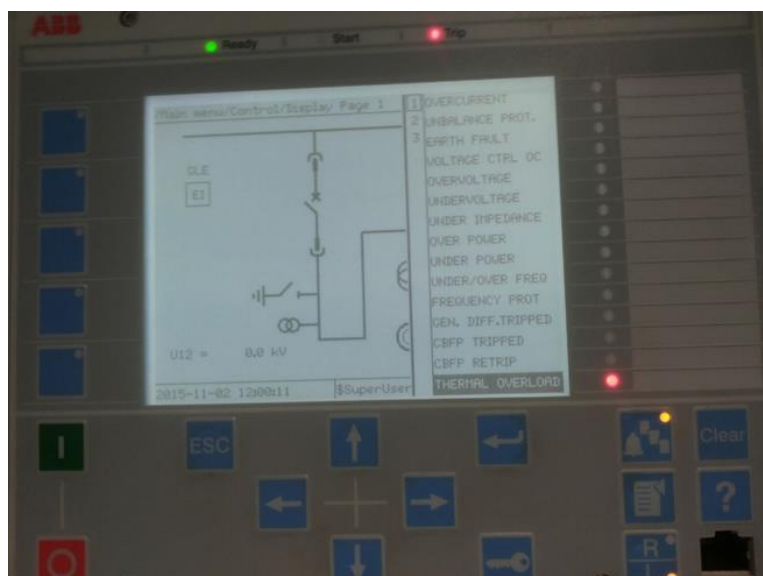 ABB
Ready Start Trip
/Main menu/Control/Display Page 1
SLE
EI
U12 = 0.0 kV
2015-11-02 12:00:11 $SuperUser
1 OVERCURRENT
2 UNBALANCE PROT.
3 EARTH FAULT
VOLTAGE CTRL OC
OVERVOLTAGE
UNDERVOLTAGE
UNDER IMPEDANCE
OVER POWER
UNDER POWER
UNDER/OVER FREQ
FREQUENCY PROT
GEN. DIFF.TRIPPED
CBFP TRIPPED
CBFP RETRIP
THERMAL OVERLOAD
I
ESC
Clear
?
O
R
L